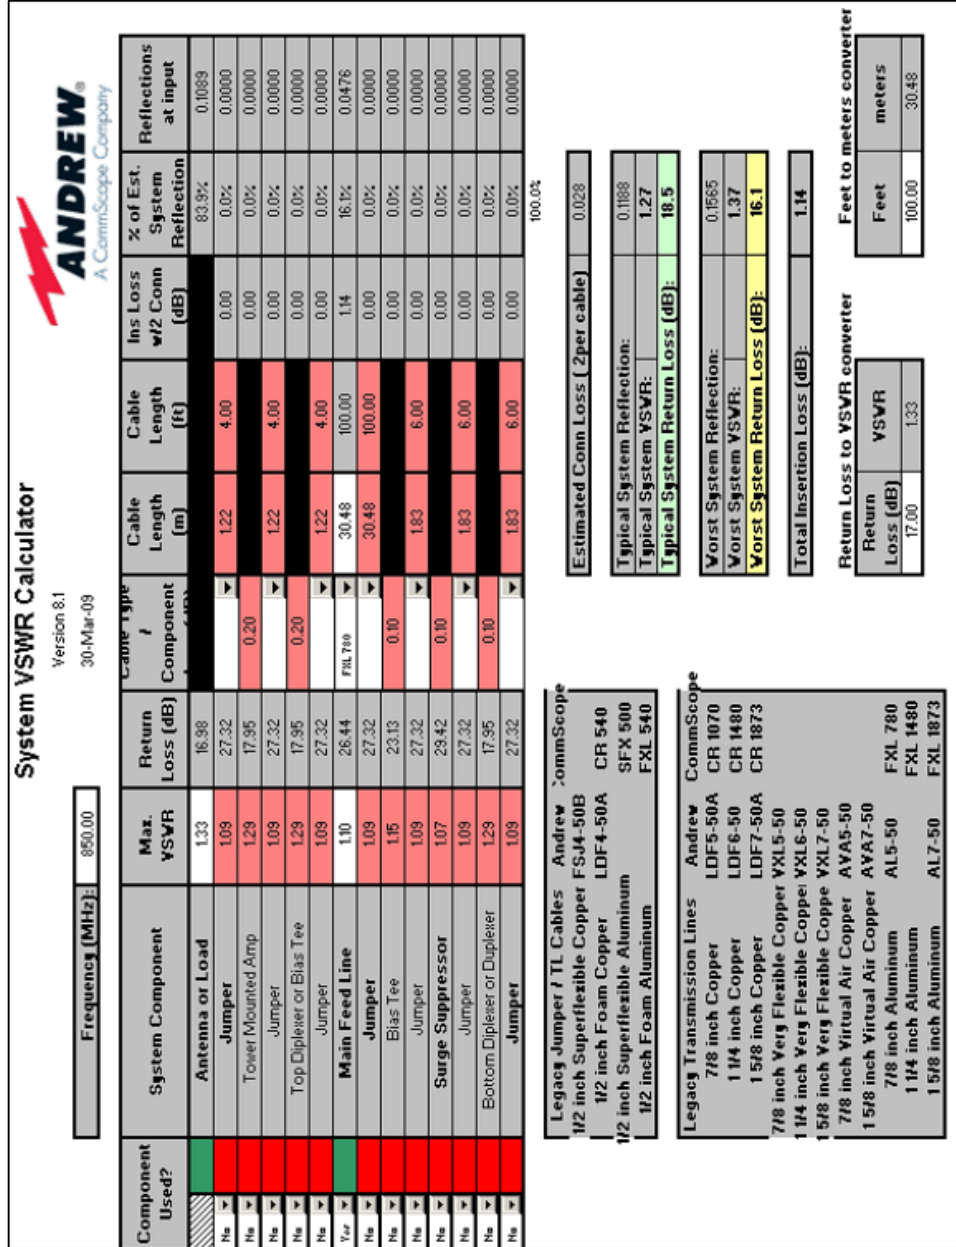 System VSWR Calculator
Version 8.1
30-Mar-09
ANDREW®
A CommScope Company
Frequency (MHz): 850.00
Component Used? System Component Max. VSWR Return Loss (dB) Cable Type / Component Cable Length (m) Cable Length (ft) Ins Loss w/2 Conn (dB) % of Est. System Reflection Reflections at input
Antenna or Load 1.33 16.98 83.9% 0.1089
No Jumper 1.09 27.32 1.22 4.00 0.00 0.0% 0.0000
No Tower Mounted Amp 1.29 17.95 0.20 0.00 0.0% 0.0000
No Jumper 1.09 27.32 1.22 4.00 0.00 0.0% 0.0000
No Top Diplexer or Bias Tee 1.29 17.95 0.20 0.00 0.0% 0.0000
No Jumper 1.09 27.32 1.22 4.00 0.00 0.0% 0.0000
Yes Main Feed Line 1.10 26.44 FXL 780 30.48 100.00 1.14 16.1% 0.0476
No Jumper 1.09 27.32 30.48 100.00 0.00 0.0% 0.0000
No Bias Tee 1.15 23.13 0.10 0.00 0.0% 0.0000
No Jumper 1.09 27.32 1.83 6.00 0.00 0.0% 0.0000
No Surge Suppressor 1.07 29.42 0.10 0.00 0.0% 0.0000
No Jumper 1.09 27.32 1.83 6.00 0.00 0.0% 0.0000
No Bottom Diplexer or Duplexer 1.29 17.95 0.10 0.00 0.0% 0.0000
No Jumper 1.09 27.32 1.83 6.00 0.00 0.0% 0.0000
100.0%
Legacy Jumper / TL Cables Andrew CommScope
1/2 inch Superflexible Copper FSJ4-50B
1/2 inch Foam Copper LDF4-50A CR 540
1/2 inch Superflexible Aluminum SFX 500
1/2 inch Foam Aluminum FXL 540
Legacy Transmission Lines Andrew CommScope
7/8 inch Copper LDF5-50A CR 1070
1 1/4 inch Copper LDF6-50 CR 1480
1 5/8 inch Copper LDF7-50A CR 1873
7/8 inch Very Flexible Copper VXL5-50
1 1/4 inch Very Flexible Copper VXL6-50
1 5/8 inch Very Flexible Coppe VXL7-50
7/8 inch Virtual Air Copper AVA5-50
1 5/8 inch Virtual Air Copper AVA7-50
7/8 inch Aluminum AL5-50 FXL 780
1 1/4 inch Aluminum FXL 1480
1 5/8 inch Aluminum AL7-50 FXL 1873
Estimated Conn Loss ( 2per cable) 0.028
Typical System Reflection: 0.1188
Typical System VSWR: 1.27
Typical System Return Loss (dB): 18.5
Worst System Reflection: 0.1565
Worst System VSWR: 1.37
Worst System Return Loss (dB): 16.1
Total Insertion Loss (dB): 1.14
Return Loss to VSWR converter
Return Loss (dB) VSWR
17.00 1.33
Feet to meters converter
Feet meters
100.00 30.48